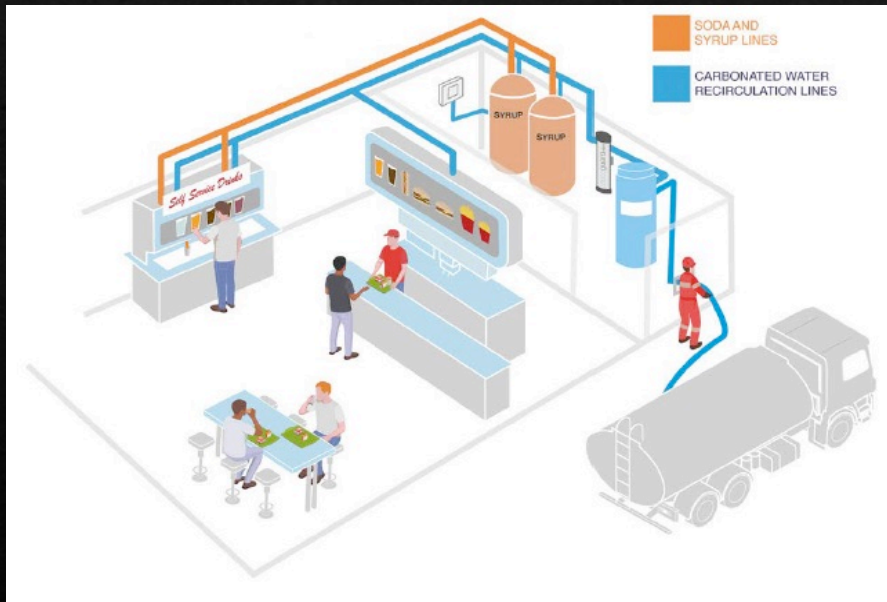 SODA AND
SYRUP LINES
CARBONATED WATER
RECIRCULATION LINES
SYRUP
SYRUP
Self Service Drinks